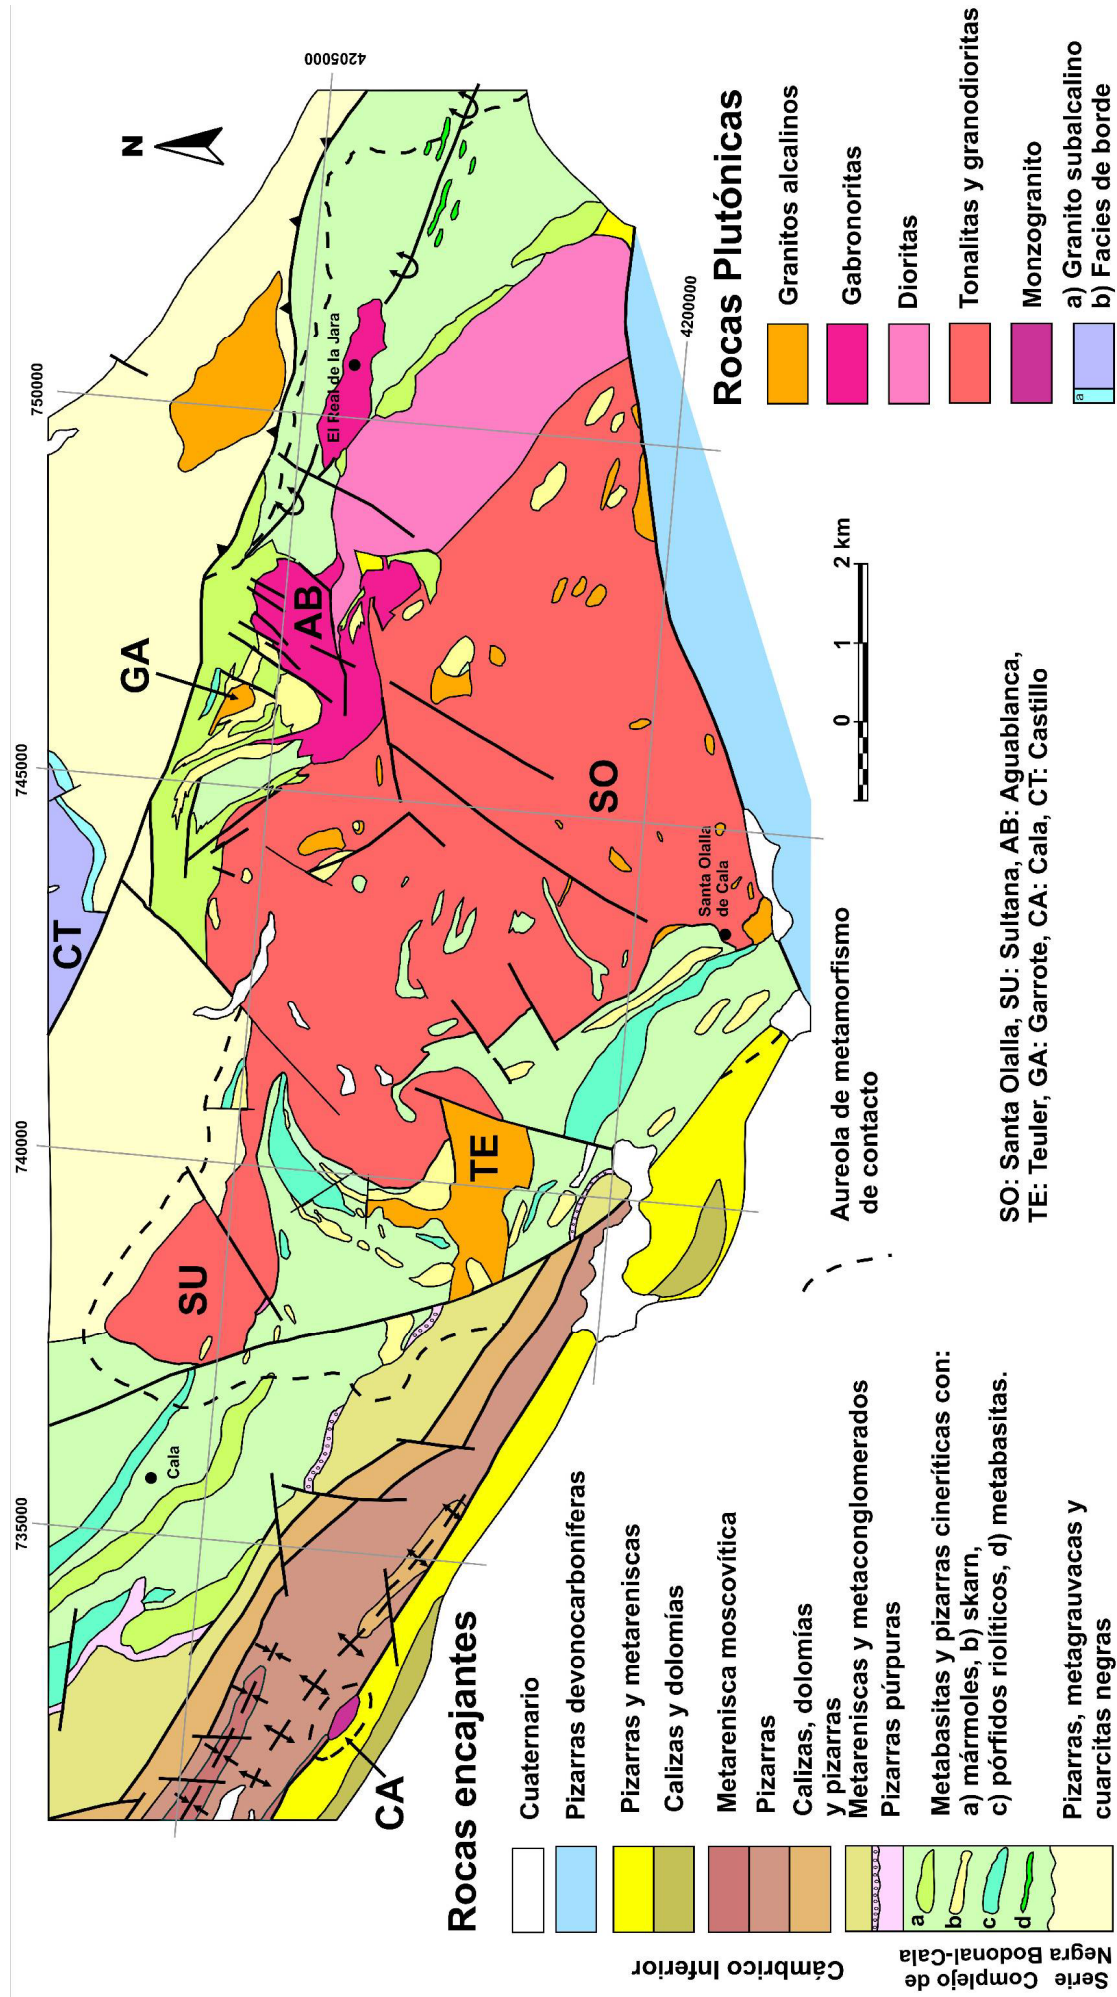 735000
740000
745000
750000
4205000
4200000
N
CT
GA
SU
AB
El Real de la Jara
Cala
TE
SO
Santa Olalla
de Cala
CA
0
1
2 km
Rocas encajantes
Cuaternario
Pizarras devonocarboníferas
Pizarras y metareniscas
Calizas y dolomías
Metarenisca moscovítica
Pizarras
Calizas, dolomías
y pizarras
Metareniscas y metaconglomerados
Pizarras púrpuras
a
b
c
d
Metabasitas y pizarras cineríticas con:
a) mármoles, b) skarn,
c) pórfidos riolíticos, d) metabasitas.
Pizarras, metagrauvacas y
cuarcitas negras
Cámbrico Inferior
Complejo de
Bodonal-Cala
Serie
Negra
Aureola de metamorfismo
de contacto
SO: Santa Olalla, SU: Sultana, AB: Aguablanca,
TE: Teuler, GA: Garrote, CA: Cala, CT: Castillo
Rocas Plutónicas
Granitos alcalinos
Gabronoritas
Dioritas
Tonalitas y granodioritas
Monzogranito
a
a) Granito subalcalino
b) Facies de borde